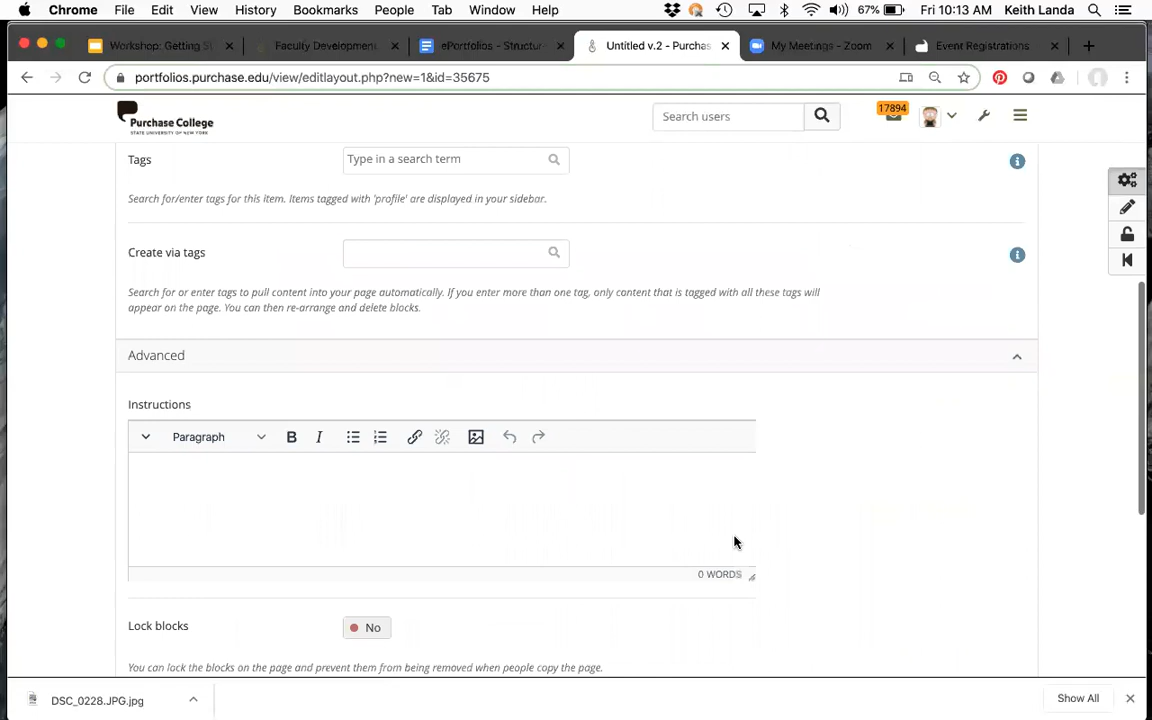 Chrome File Edit View History Bookmarks People Tab Window Help 67% Fri 10:13 AM Keith Landa
Workshop: Getting St
Faculty Development
ePortfolios - Structur
Untitled v.2 - Purchas
My Meetings - Zoom
Event Registrations
portfolios.purchase.edu/view/editlayout.php?new=1&id=35675
Purchase College
STATE UNIVERSITY OF NEW YORK
Search users
17894
Tags
Type in a search term
Search for/enter tags for this item. Items tagged with 'profile' are displayed in your sidebar.
Create via tags
Search for or enter tags to pull content into your page automatically. If you enter more than one tag, only content that is tagged with all these tags will
appear on the page. You can then re-arrange and delete blocks.
Advanced
Instructions
Paragraph B I
0 WORDS
Lock blocks
No
You can lock the blocks on the page and prevent them from being removed when people copy the page.
DSC_0228.JPG.jpg
Show All